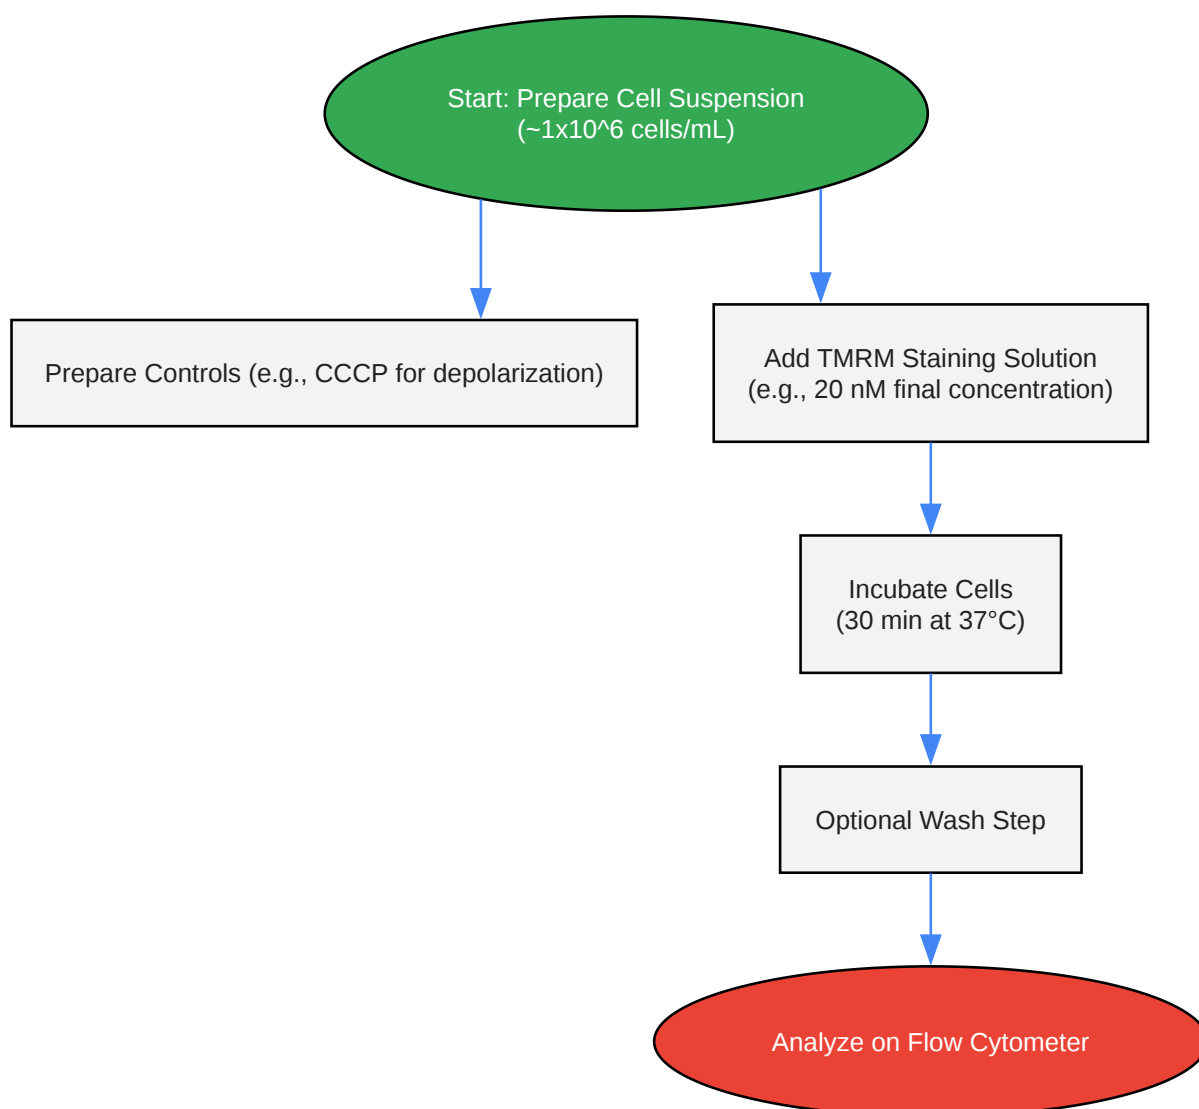 Start: Prepare Cell Suspension
(~1x10^6 cells/mL)
Prepare Controls (e.g., CCCP for depolarization)
Add TMRM Staining Solution
(e.g., 20 nM final concentration)
Incubate Cells
(30 min at 37°C)
Optional Wash Step
Analyze on Flow Cytometer